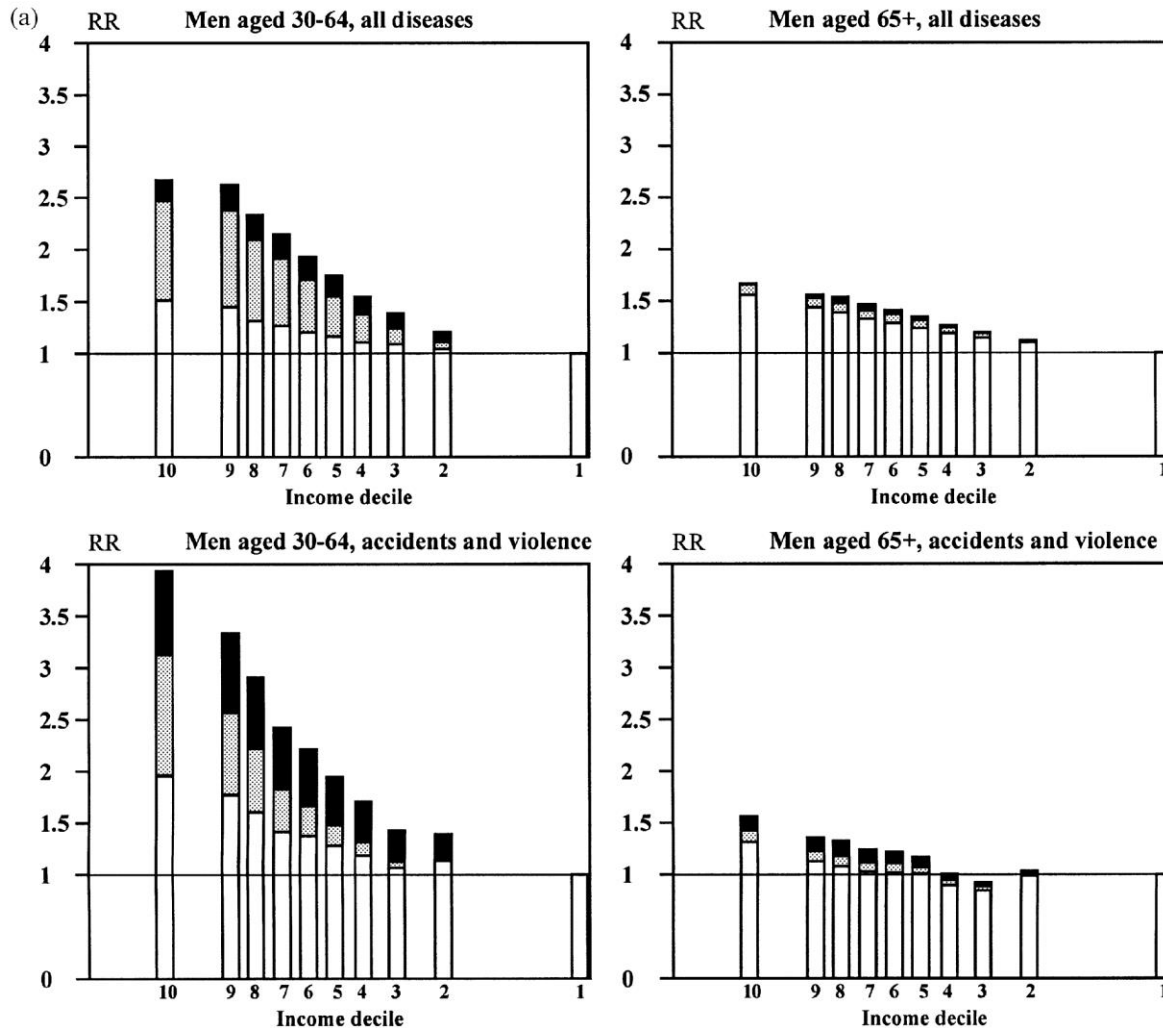 (a)
RR Men aged 30-64, all diseases
4
3.5
3
2.5
2
1.5
1
0
10 9 8 7 6 5 4 3 2 1
Income decile
RR Men aged 65+, all diseases
4
3.5
3
2.5
2
1.5
1
0
10 9 8 7 6 5 4 3 2 1
Income decile
RR Men aged 30-64, accidents and violence
4
3.5
3
2.5
2
1.5
1
0
10 9 8 7 6 5 4 3 2 1
Income decile
RR Men aged 65+, accidents and violence
4
3.5
3
2.5
2
1.5
1
0
10 9 8 7 6 5 4 3 2 1
Income decile